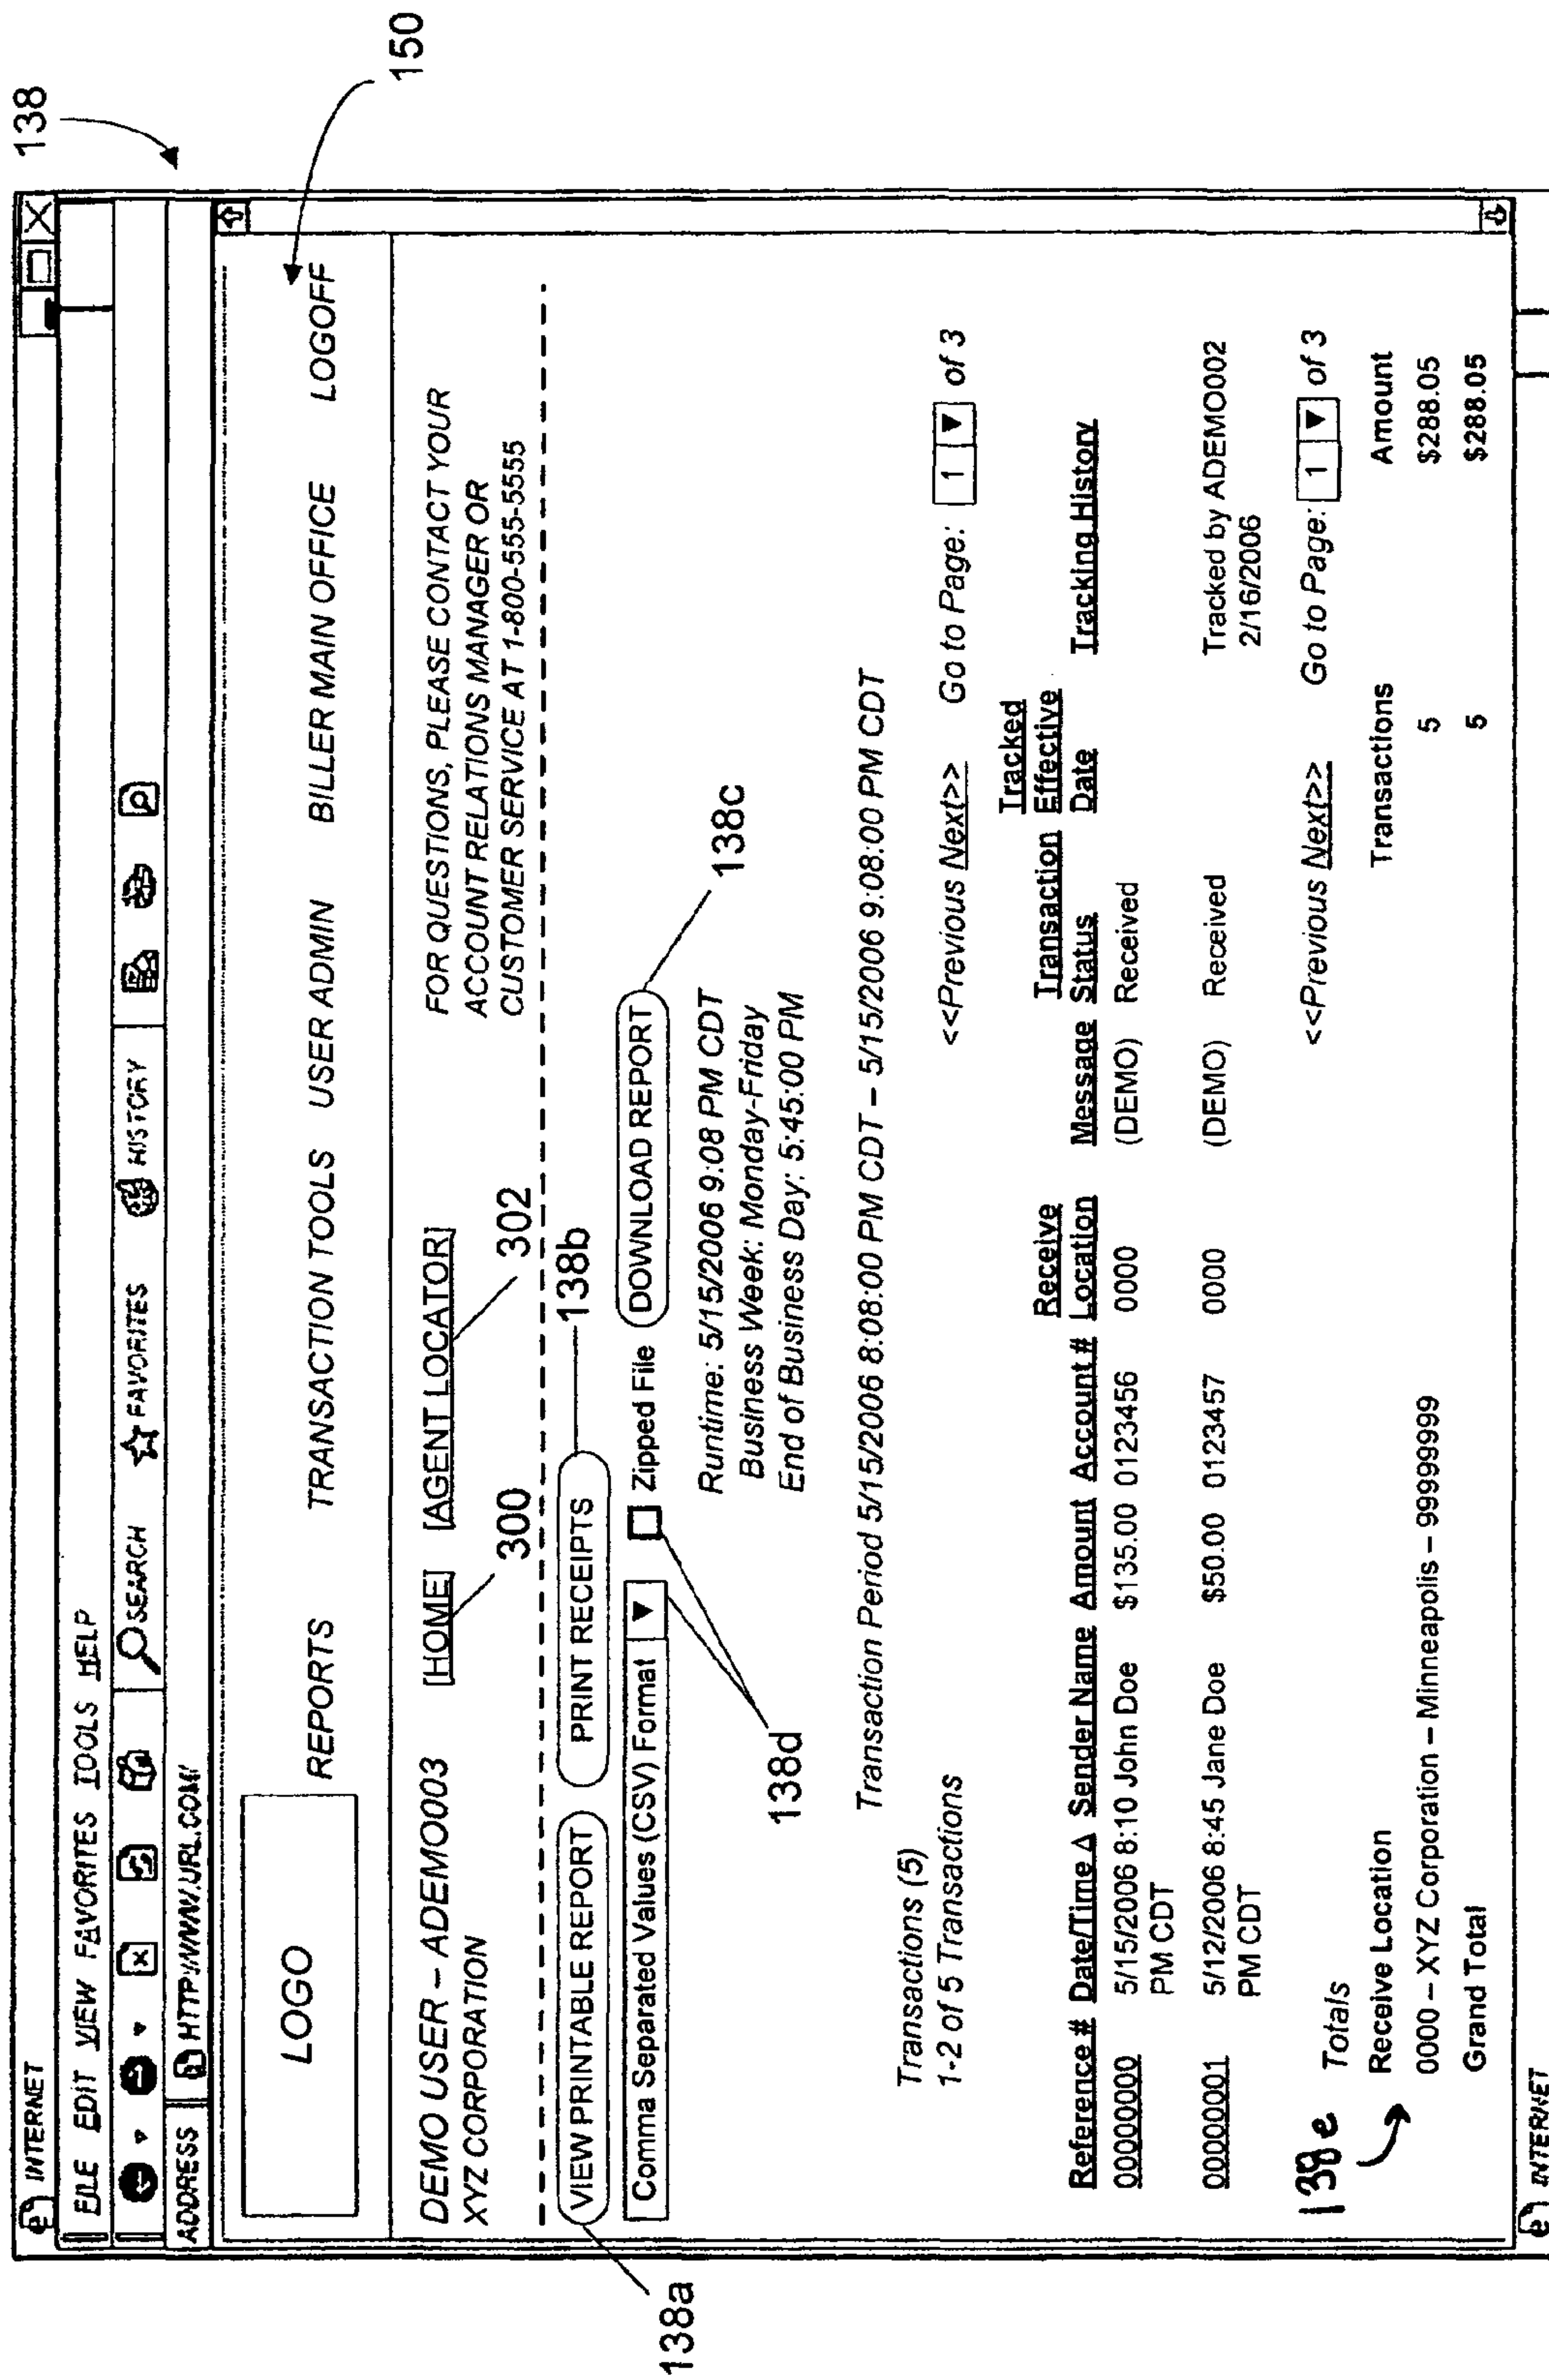 138
INTERNET
FILE EDIT VIEW FAVORITES TOOLS HELP
SEARCH FAVORITES HISTORY
ADDRESS HTTP://WWW.URL.COM/
150
LOGO
REPORTS TRANSACTION TOOLS USER ADMIN BILLER MAIN OFFICE LOGOFF
DEMO USER – ADEMO003 [HOME] [AGENT LOCATOR] FOR QUESTIONS, PLEASE CONTACT YOUR
XYZ CORPORATION ACCOUNT RELATIONS MANAGER OR
300 302 CUSTOMER SERVICE AT 1-800-555-5555
138a VIEW PRINTABLE REPORT PRINT RECEIPTS 138b
Comma Separated Values (CSV) Format ▼ Zipped File DOWNLOAD REPORT 138c
138d
Runtime: 5/15/2006 9:08 PM CDT
Business Week: Monday-Friday
End of Business Day: 5:45:00 PM
Transaction Period 5/15/2006 8:08:00 PM CDT – 5/15/2006 9:08:00 PM CDT
Transactions (5)
1-2 of 5 Transactions <<Previous Next>> Go to Page: 1 ▼ of 3
Tracked
Receive Transaction Effective
Reference # Date/Time Δ Sender Name Amount Account # Location Message Status Date Tracking History
00000000 5/15/2006 8:10 John Doe $135.00 0123456 0000 (DEMO) Received
PM CDT
00000001 5/12/2006 8:45 Jane Doe $50.00 0123457 0000 (DEMO) Received Tracked by ADEMO002
PM CDT 2/16/2006
<<Previous Next>> Go to Page: 1 ▼ of 3
138e Totals
Receive Location Transactions Amount
0000 – XYZ Corporation – Minneapolis – 99999999 5 $288.05
Grand Total 5 $288.05
INTERNET